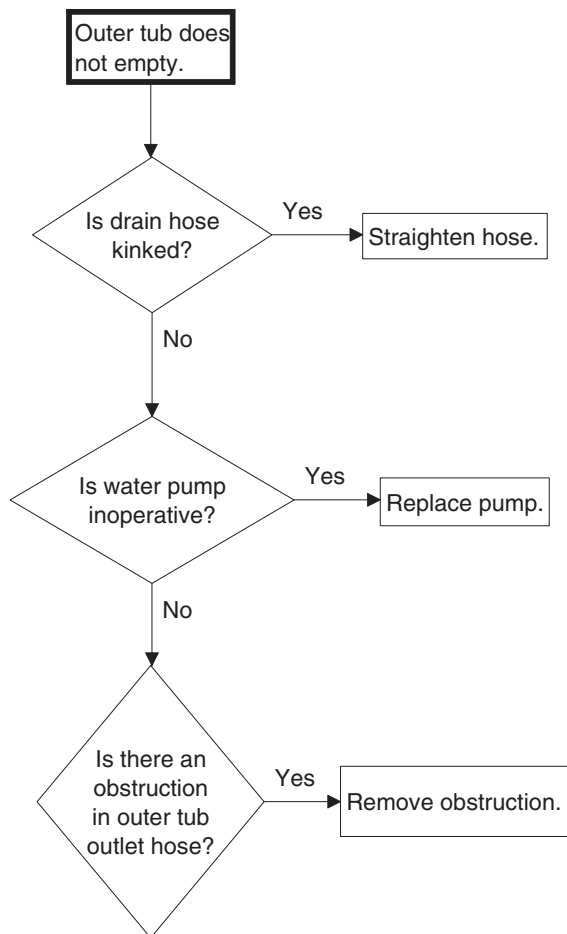 Outer tub does
not empty.
Is drain hose
kinked?
Yes
Straighten hose.
No
Is water pump
inoperative?
Yes
Replace pump.
No
Is there an
obstruction
in outer tub
outlet hose?
Yes
Remove obstruction.